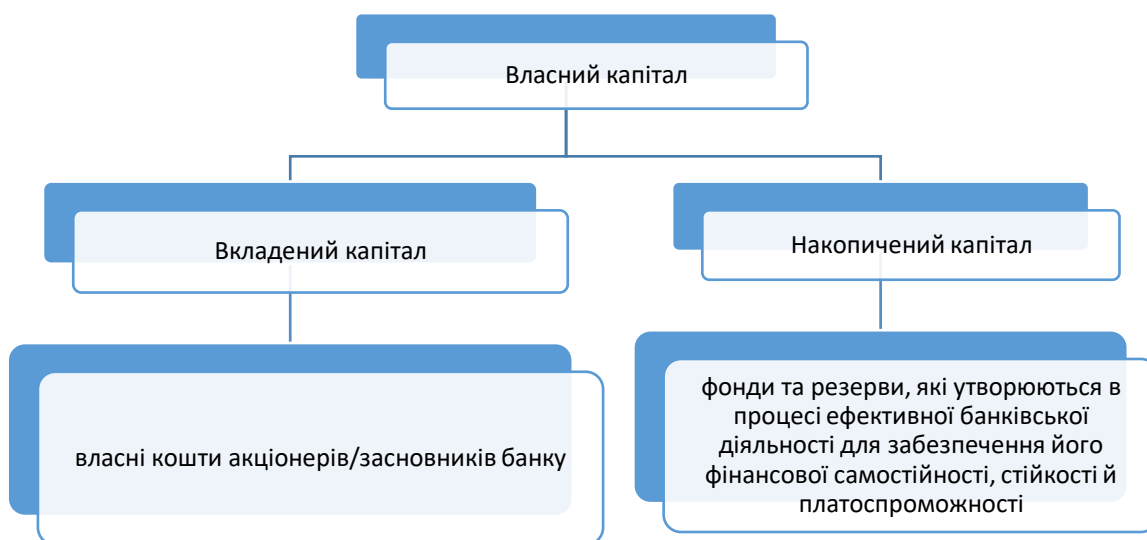 Власний капітал
Вкладений капітал
Накопичений капітал
власні кошти акціонерів/засновників банку
фонди та резерви, які утворюються в
процесі ефективної банківської
діяльності для забезпечення його
фінансової самостійності, стійкості й
платоспроможності